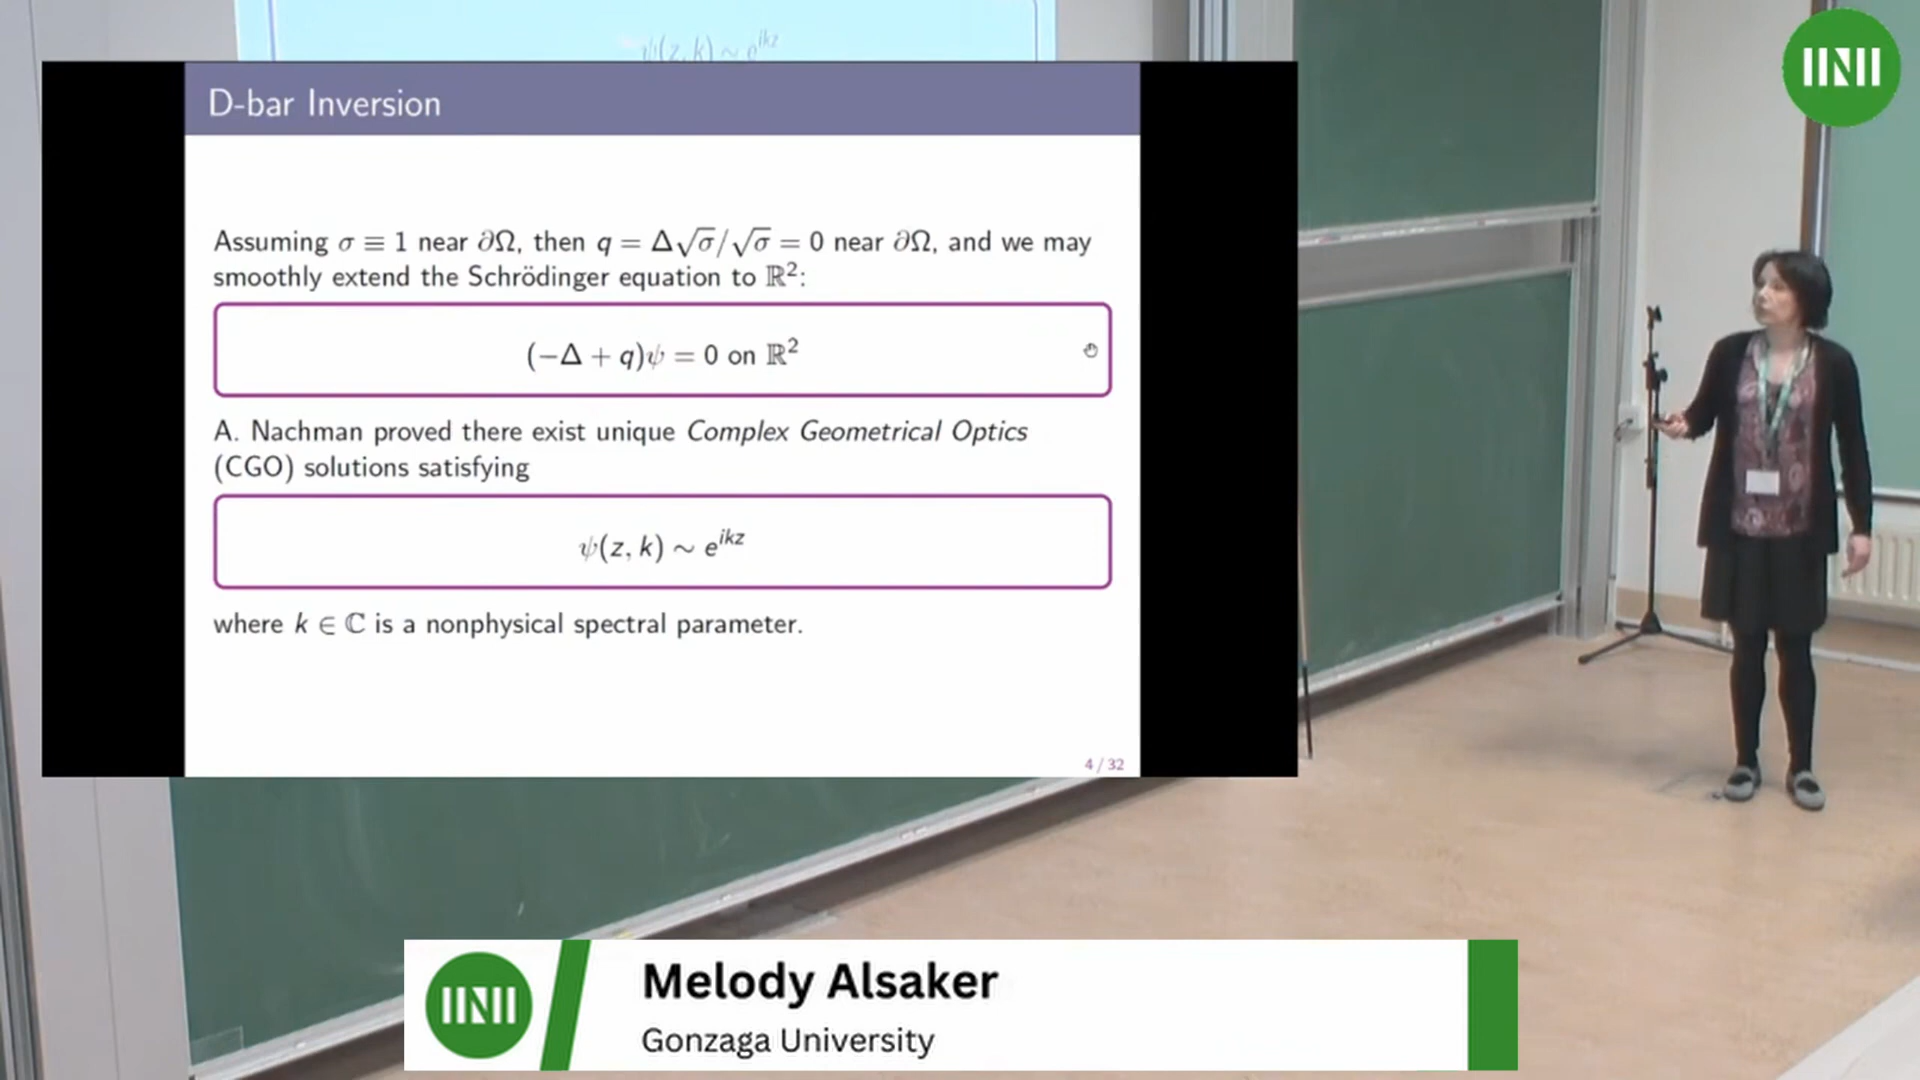 ψ(z, k) ∼ e^{ikz}
D-bar Inversion
Assuming σ ≡ 1 near ∂Ω, then q = Δ√σ/√σ = 0 near ∂Ω, and we may
smoothly extend the Schrödinger equation to ℝ²:
(−Δ + q)ψ = 0 on ℝ²
A. Nachman proved there exist unique Complex Geometrical Optics
(CGO) solutions satisfying
ψ(z, k) ∼ e^{ikz}
where k ∈ ℂ is a nonphysical spectral parameter.
4 / 32
Melody Alsaker
Gonzaga University